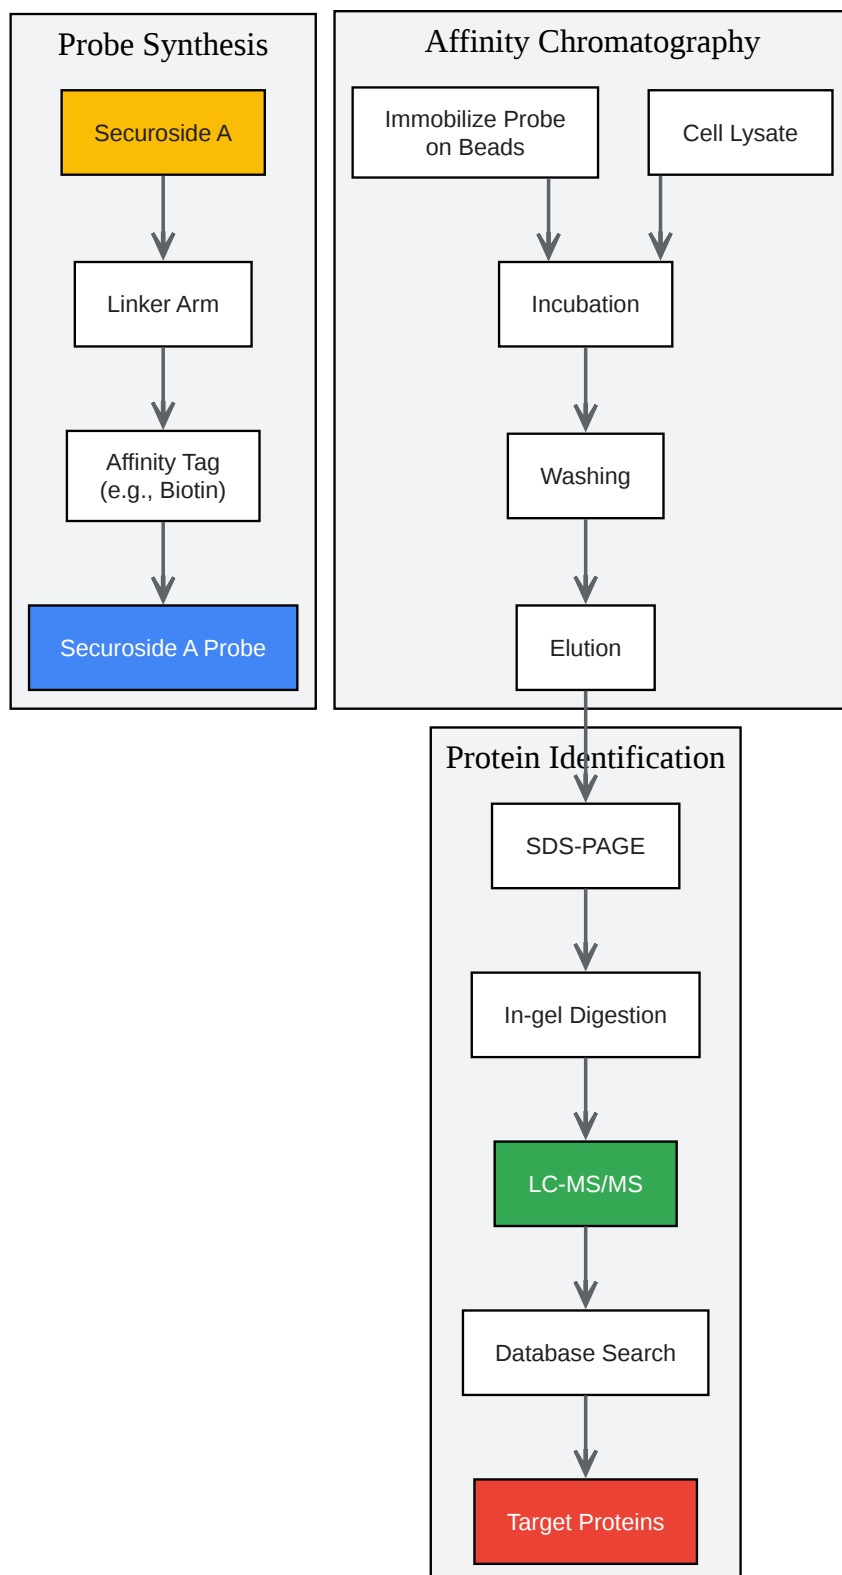 Probe Synthesis
Securoside A
Linker Arm
Affinity Tag
(e.g., Biotin)
Securoside A Probe
Affinity Chromatography
Immobilize Probe
on Beads
Cell Lysate
Incubation
Washing
Elution
Protein Identification
SDS-PAGE
In-gel Digestion
LC-MS/MS
Database Search
Target Proteins